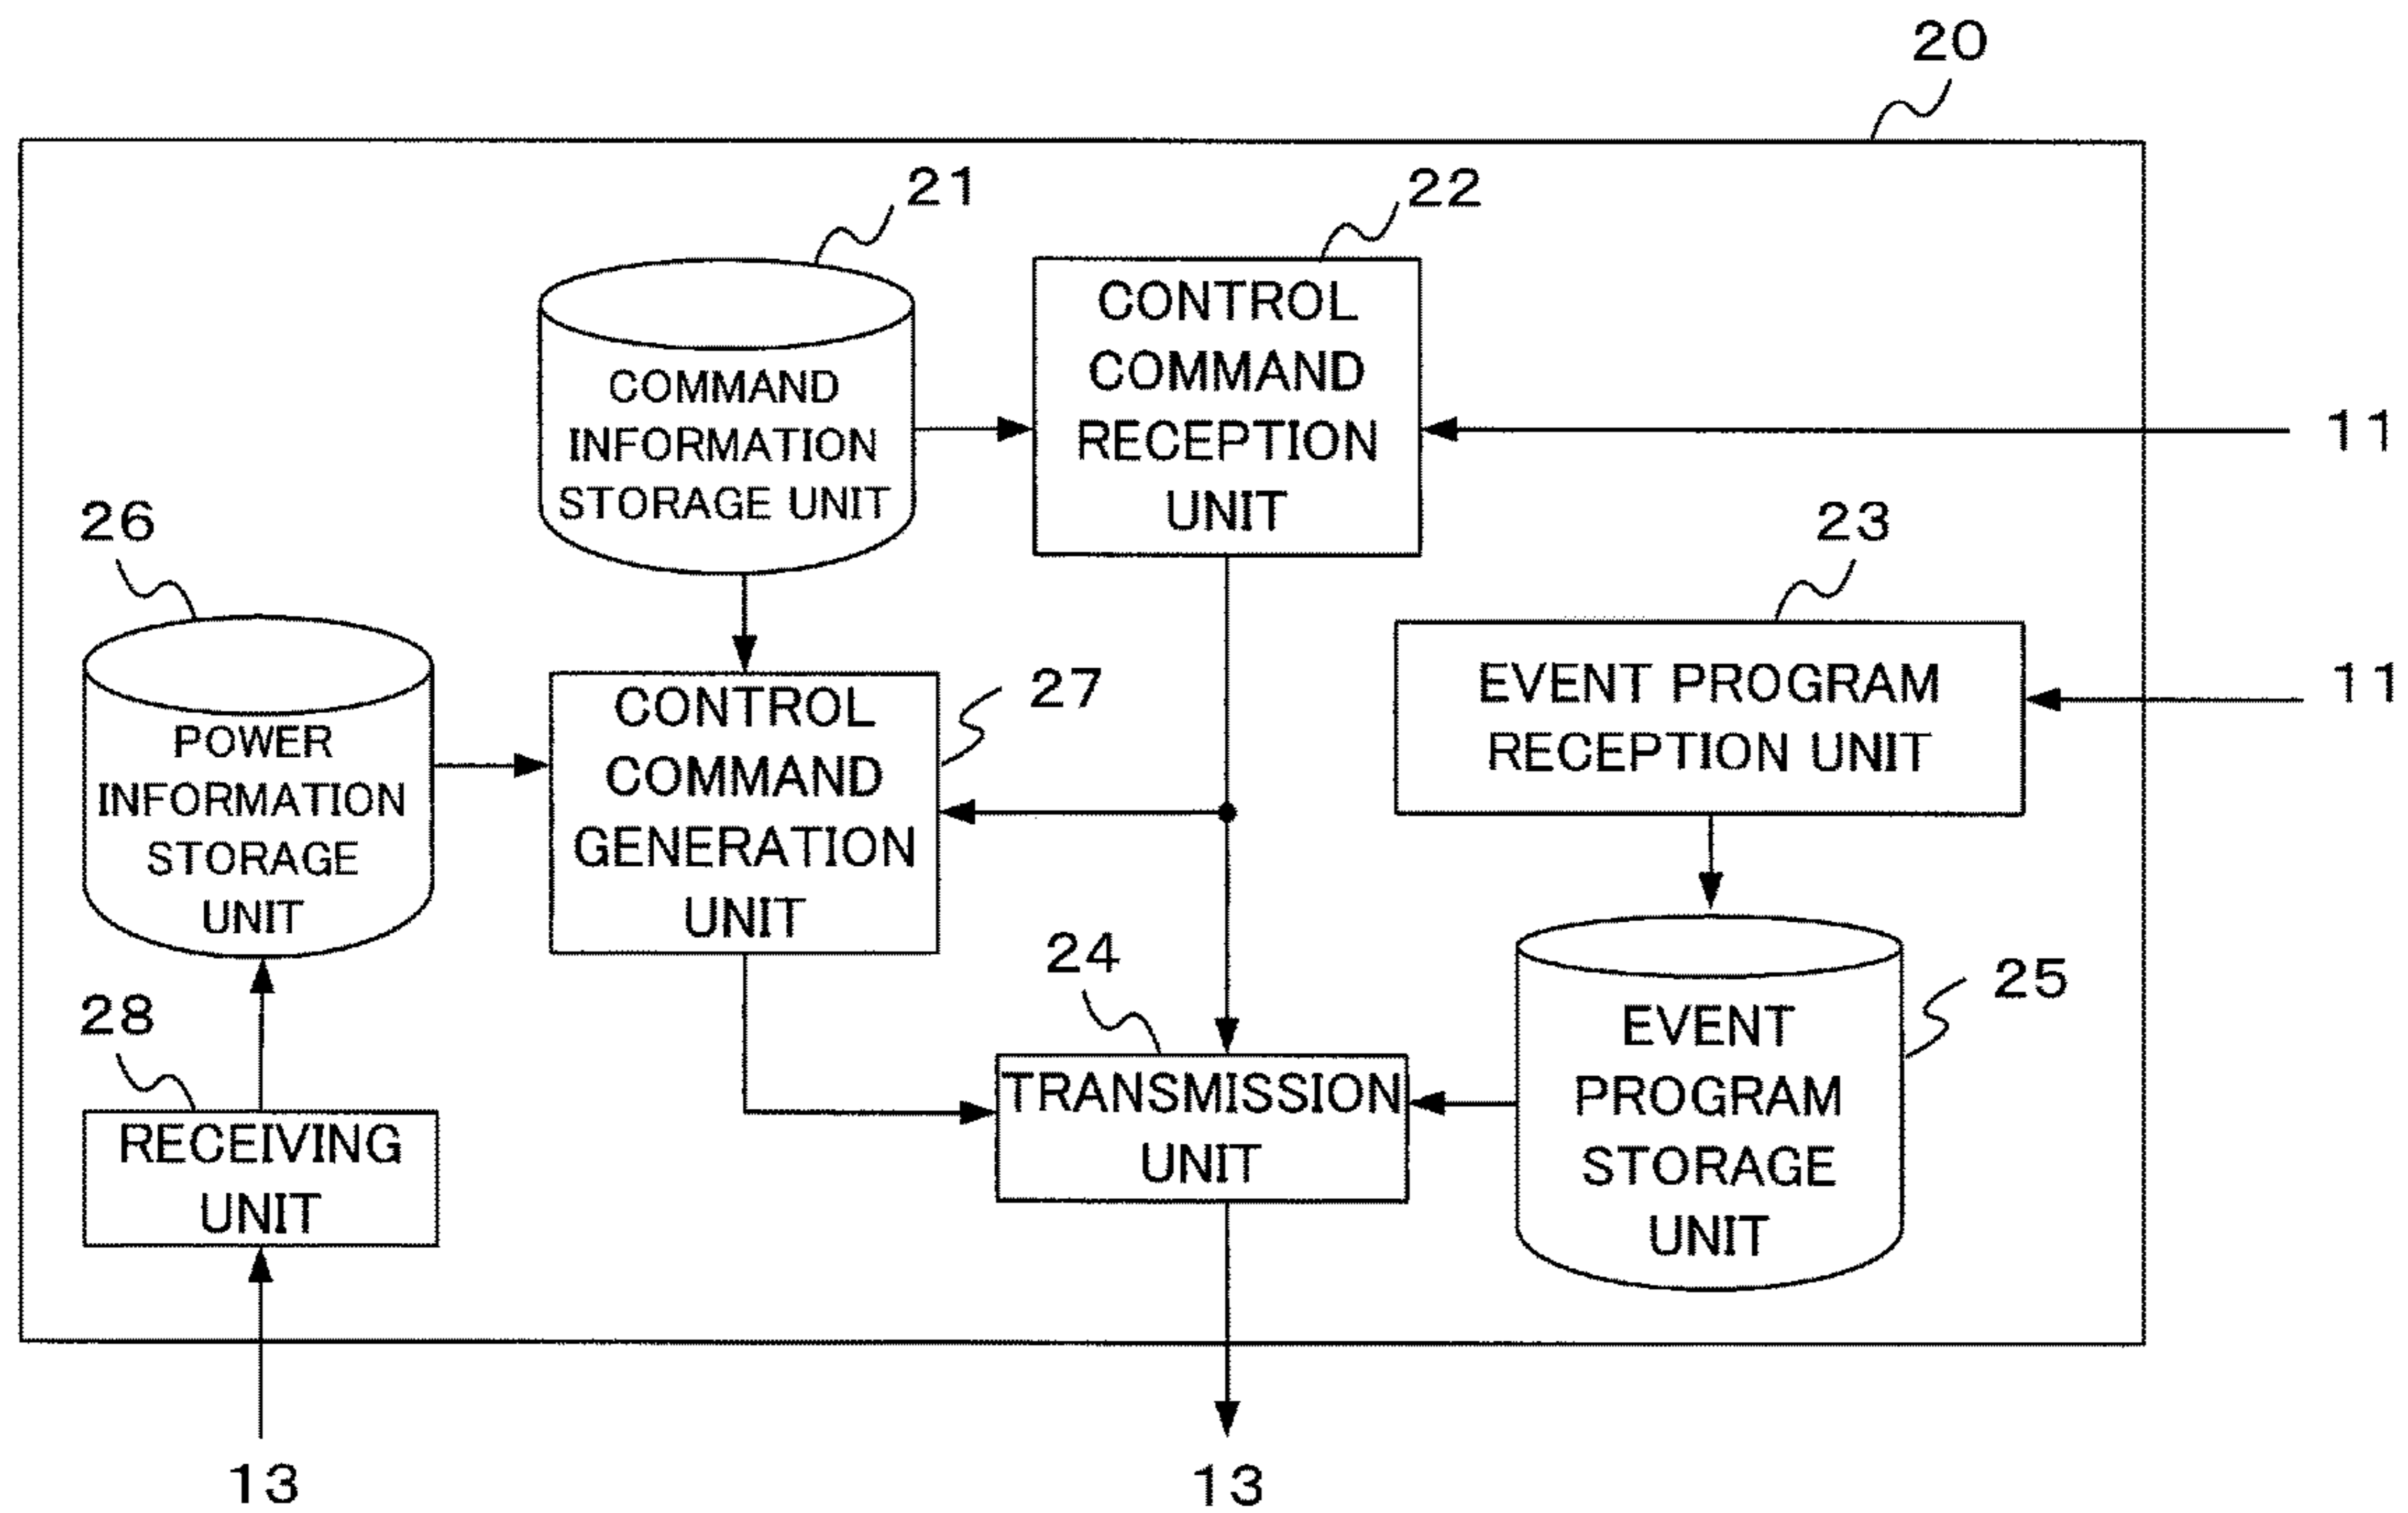 20
21
22
COMMAND
INFORMATION
STORAGE UNIT
CONTROL
COMMAND
RECEPTION
UNIT
11
26
23
POWER
INFORMATION
STORAGE
UNIT
27
CONTROL
COMMAND
GENERATION
UNIT
EVENT PROGRAM
RECEPTION UNIT
11
28
24
25
RECEIVING
UNIT
TRANSMISSION
UNIT
EVENT
PROGRAM
STORAGE
UNIT
13
13